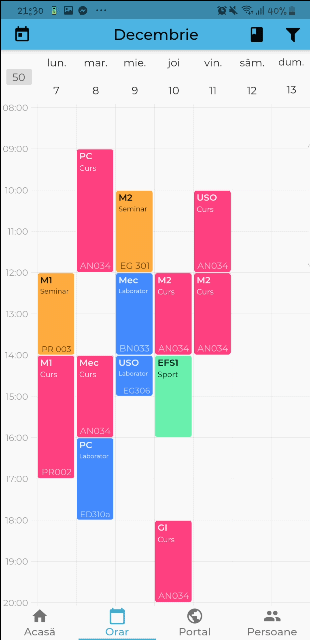 21:30 40%
Decembrie
lun. mar. mie. joi vin. sâm. dum.
50
7 8 9 10 11 12 13
08:00
09:00
PC
Curs
AN034
10:00
M2
Seminar
EG 301
USO
Curs
AN034
11:00
12:00
M1
Seminar
PR 003
Mec
Laborator
BN033
M2
Curs
AN034
M2
Curs
AN034
13:00
14:00
M1
Curs
PR002
Mec
Curs
AN034
USO
Laborator
EG306
EFS1
Sport
16:00
PC
Laborator
ED310a
17:00
18:00
GI
Curs
AN034
19:00
20:00
Acasă Orar Portal Persoane